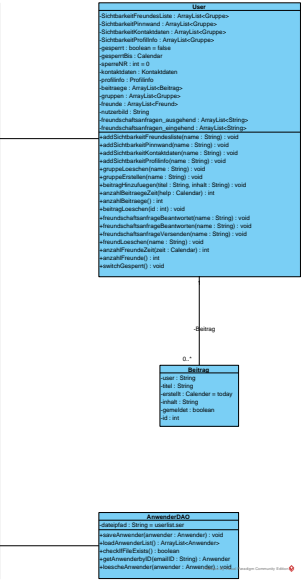 User
-SichtbarkeitFreundesListe : ArrayList<Gruppe>
-SichtbarkeitPinnwand : ArrayList<Gruppe>
-SichtbarkeitKontaktdaten : ArrayList<Gruppe>
-SichtbarkeitProfilInfo : ArrayList<Gruppe>
-gesperrt : boolean = false
-gesperrtBis : Calender
-sperreNR : int = 0
-kontaktdaten : Kontaktdaten
-profilinfo : Profilinfo
-beitraege : ArrayList<Beitrag>
-gruppen : ArrayList<Gruppe>
-freunde : ArrayList<Freund>
-nutzerbild : String
-freundschaftsanfragen_ausgehend : ArrayList<String>
-freundschaftsanfragen_eingehend : ArrayList<String>
+addSichtbarkeitFreundesliste(name : String) : void
+addSichtbarkeitPinnwand(name : String) : void
+addSichtbarkeitKontactdaten(name : String) : void
+addSichtbarkeitProfilinfo(name : String) : void
+gruppeLoeschen(name : String) : void
+gruppeErstellen(name : String) : void
+beitragHinzufuegen(titel : String, inhalt : String) : void
+anzahlBeitraegeZeit(help : Calendar) : int
+anzahlBeitraege() : int
+beitragLoeschen(id : int) : void
+freundschaftsanfrageBeantwortet(name : String) : void
+freundschaftsanfrageBeantworten(name : String) : void
+freundschaftsanfrageVersenden(name : String) : void
+freundLoeschen(name : String) : void
+anzahlFreundeZeit(zeit : Calendar) : int
+anzahlFreunde() : int
+switchGesperrt() : void
1
-Beitrag
0..*
Beitrag
-user : String
-titel : String
-erstellt : Calender = today
-inhalt : String
-gemeldet : boolean
-id : int
AnwenderDAO
-dateipfad : String = userlist.ser
+saveAnwender(anwender : Anwender) : void
+loadAnwenderList() : ArrayList<Anwender>
+checkIfFileExists() : boolean
+getAnwenderbyID(emailID : String) : Anwender
+loescheAnwender(anwender : Anwender) : void
Paradigm Community Edition